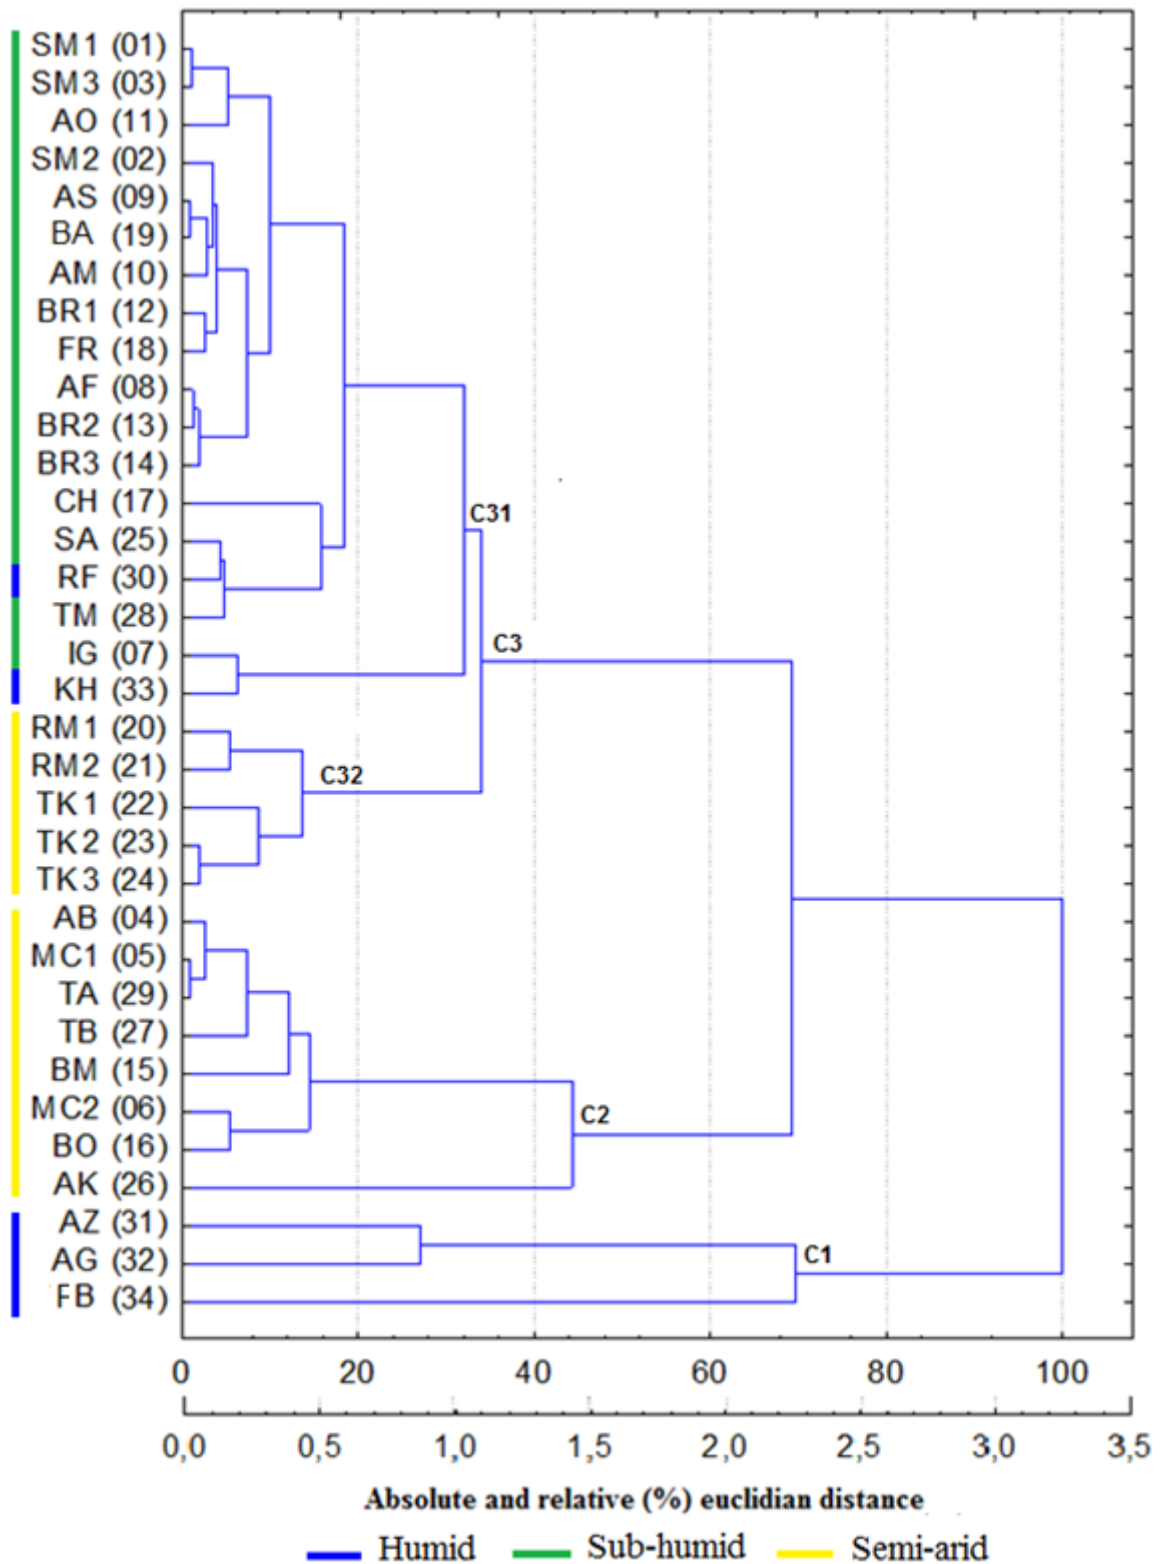 SM1 (01)
SM3 (03)
AO (11)
SM2 (02)
AS (09)
BA (19)
AM (10)
BR1 (12)
FR (18)
AF (08)
BR2 (13)
BR3 (14)
CH (17)
C31
SA (25)
RF (30)
TM (28)
C3
IG (07)
KH (33)
RM1 (20)
RM2 (21)
C32
TK1 (22)
TK2 (23)
TK3 (24)
AB (04)
MC1 (05)
TA (29)
TB (27)
BM (15)
MC2 (06)
C2
BO (16)
AK (26)
AZ (31)
C1
AG (32)
FB (34)
0 20 40 60 80 100
0,0 0,5 1,0 1,5 2,0 2,5 3,0 3,5
Absolute and relative (%) euclidian distance
Humid Sub-humid Semi-arid